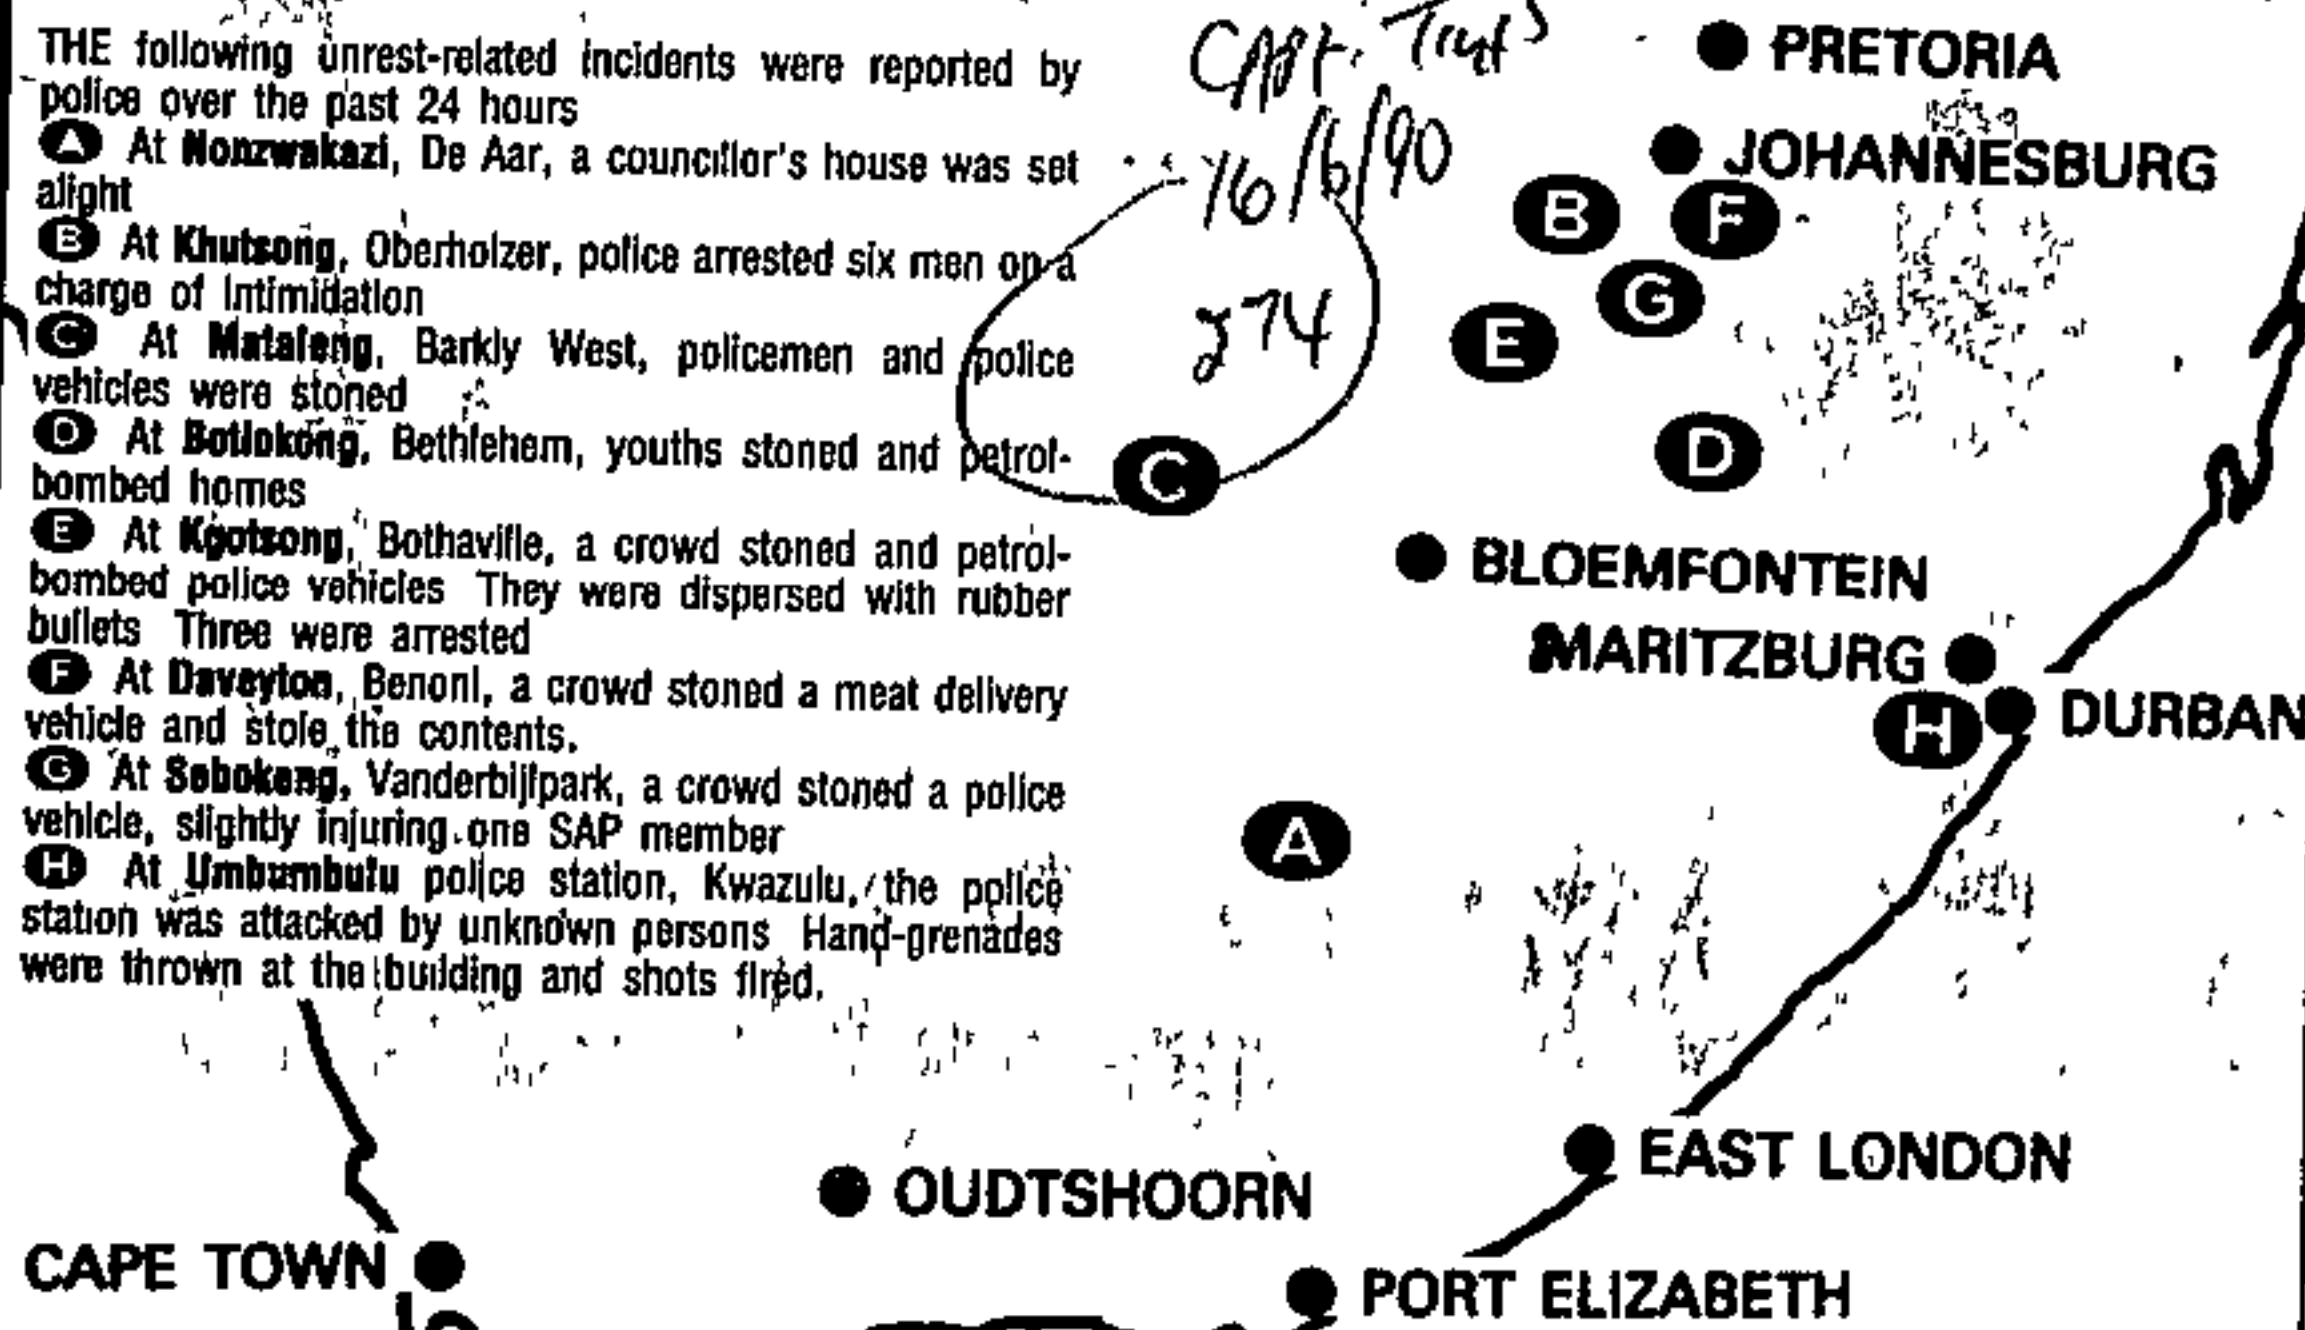 THE following unrest-related incidents were reported by
police over the past 24 hours
A At Nonzwakazi, De Aar, a councillor's house was set
alight
B At Khutsong, Oberholzer, police arrested six men on a
charge of intimidation
C At Mataleng, Barkly West, policemen and police
vehicles were stoned
D At Botlokong, Bethlehem, youths stoned and petrol-
bombed homes
E At Kgotsong, Bothaville, a crowd stoned and petrol-
bombed police vehicles They were dispersed with rubber
bullets Three were arrested
F At Daveyton, Benoni, a crowd stoned a meat delivery
vehicle and stole the contents.
G At Sebokeng, Vanderbijlpark, a crowd stoned a police
vehicle, slightly injuring one SAP member
H At Umbumbulu police station, Kwazulu, the police
station was attacked by unknown persons Hand-grenades
were thrown at the building and shots fired.
16/6/90
274
PRETORIA
JOHANNESBURG
B F
G
E
D
C
BLOEMFONTEIN
MARITZBURG
H DURBAN
A
EAST LONDON
OUDTSHOORN
CAPE TOWN
PORT ELIZABETH